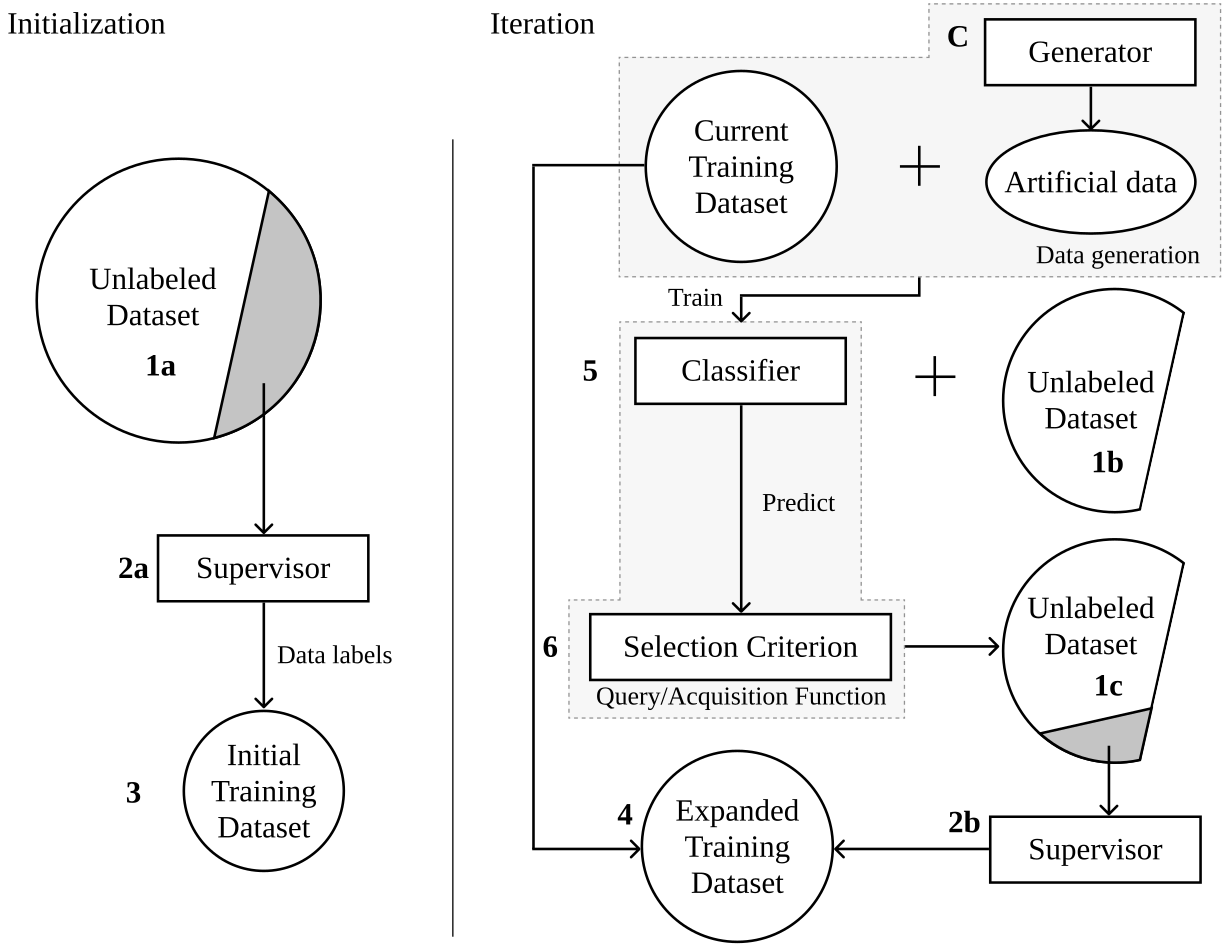 Initialization
Unlabeled
Dataset
1a
2a
Supervisor
Data labels
3
Initial
Training
Dataset
Iteration
C
Generator
Current
Training
Dataset
Artificial data
Data generation
Train
5
Classifier
Unlabeled
Dataset
1b
Predict
6
Selection Criterion
Query/Acquisition Function
Unlabeled
Dataset
1c
4
Expanded
Training
Dataset
2b
Supervisor